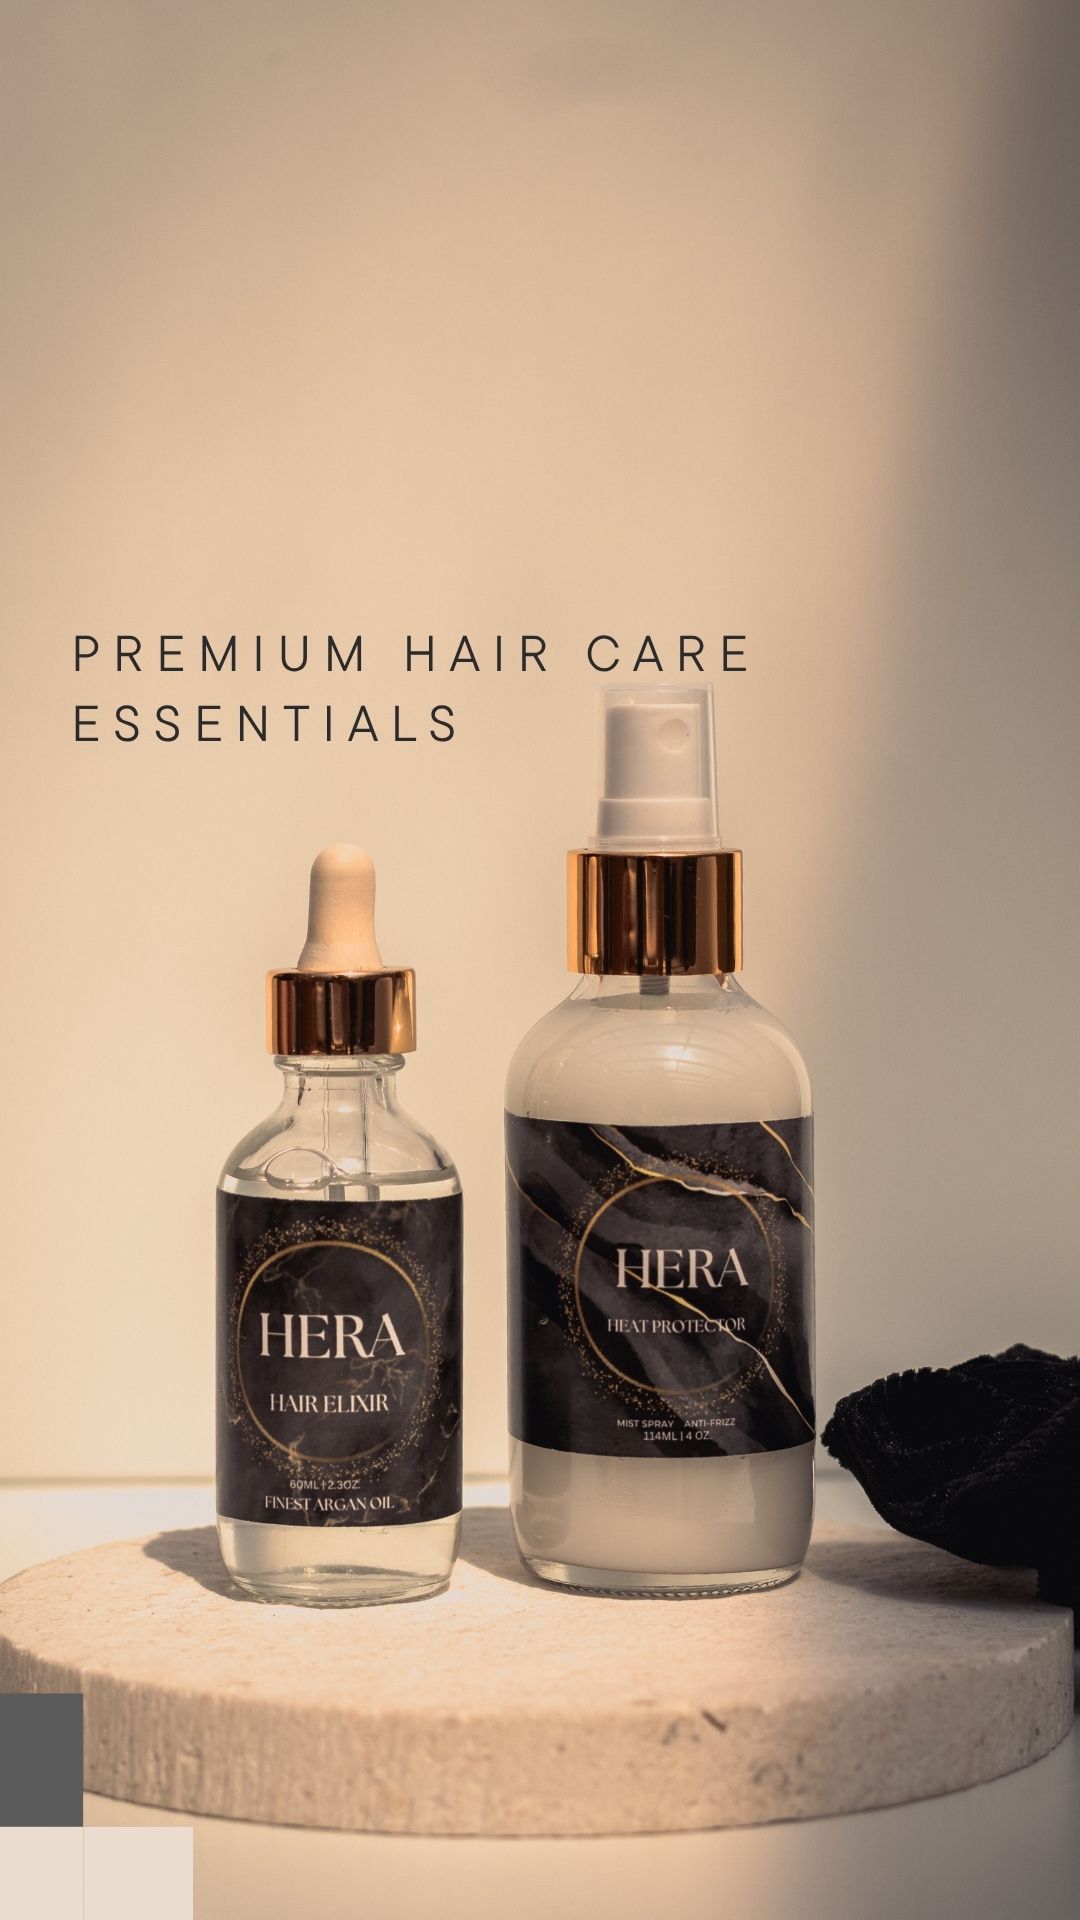 PREMIUM HAIR CARE
ESSENTIALS
HERA
HAIR ELIXIR
60ML | 2.3OZ.
FINEST ARGAN OIL
HERA
HEAT PROTECTOR
MIST SPRAY ANTI-FRIZZ
114ML | 4 OZ.